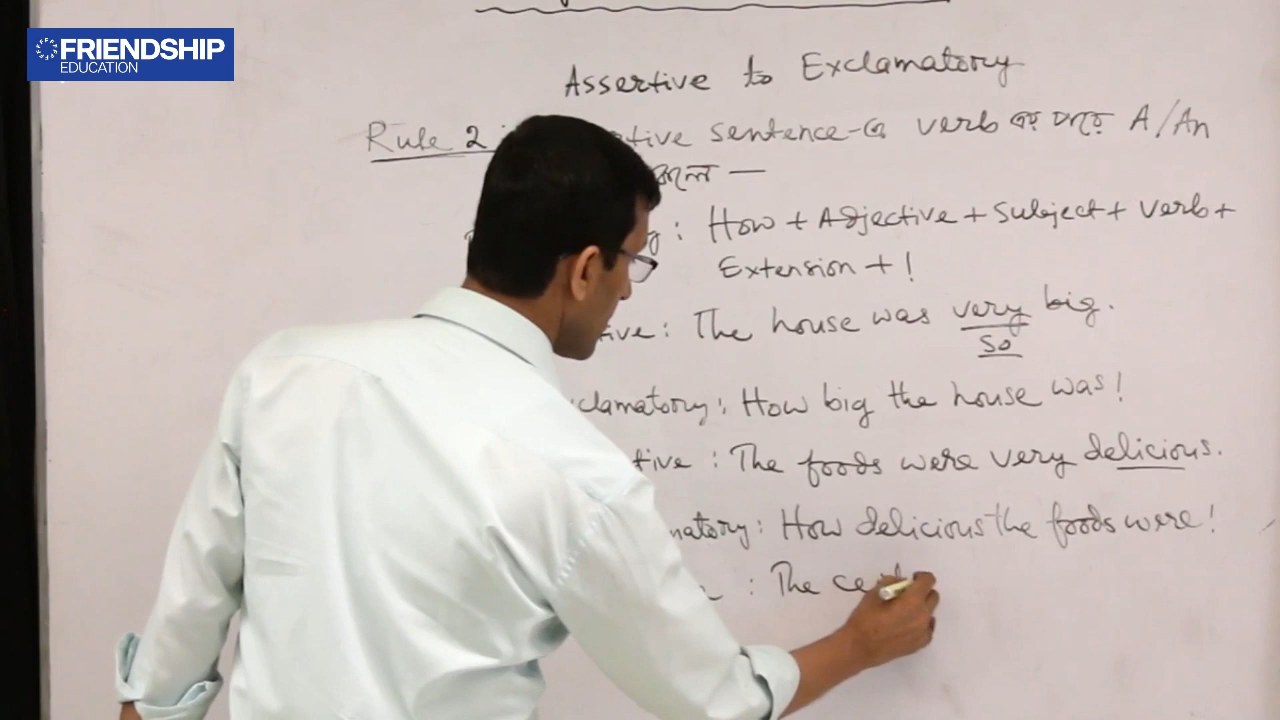 FRIENDSHIP
EDUCATION
Assertive to Exclamatory
Rule 2 : tive sentence-এ verb এর পরে A/An
: How + Adjective + Subject + Verb +
Extension + !
ive : The house was very big.
so
clamatory : How big the house was!
tive : The foods were very delicious.
matory : How delicious the foods were!
: The ce